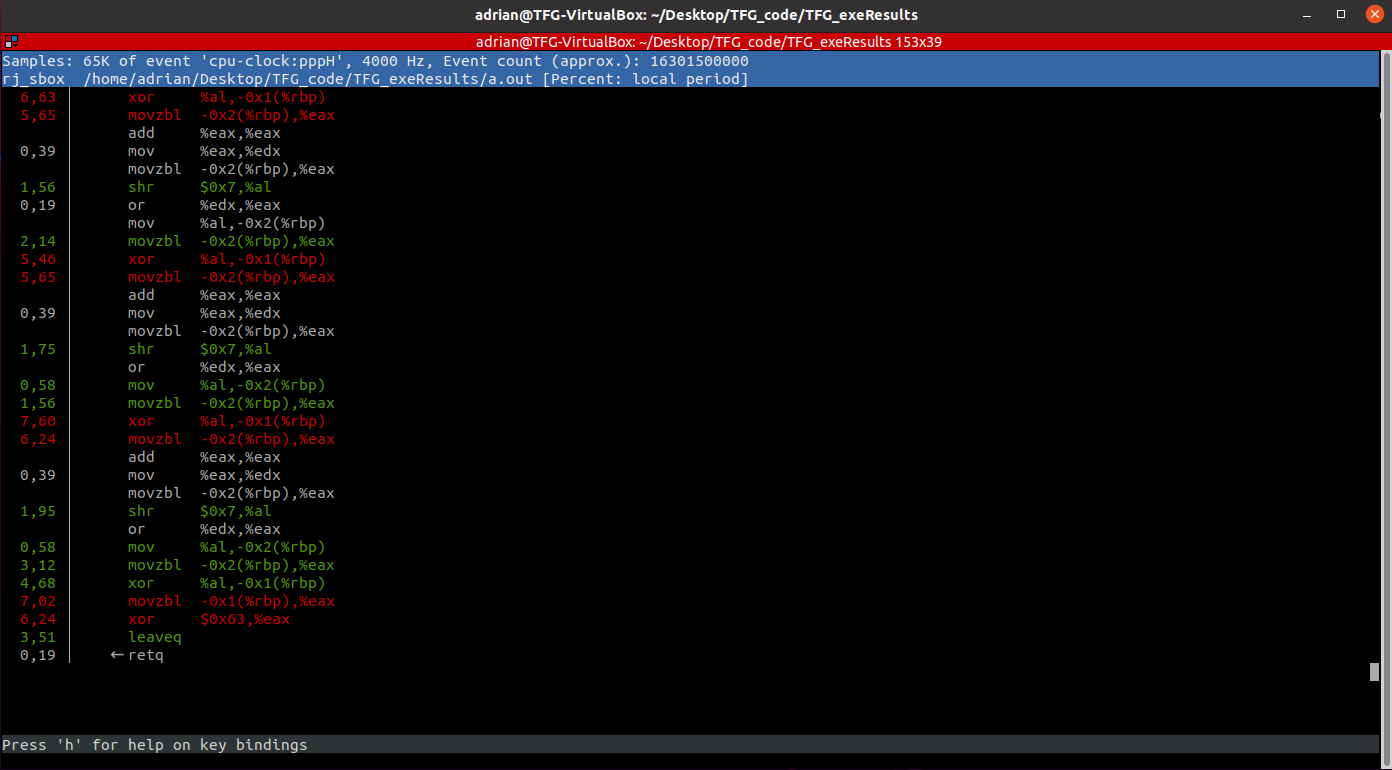 adrian@TFG-VirtualBox: ~/Desktop/TFG_code/TFG_exeResults
adrian@TFG-VirtualBox: ~/Desktop/TFG_code/TFG_exeResults 153x39
Samples: 65K of event 'cpu-clock:pppH', 4000 Hz, Event count (approx.): 16301500000
rj_sbox  /home/adrian/Desktop/TFG_code/TFG_exeResults/a.out [Percent: local period]
6,63 xor %al,-0x1(%rbp)
5,65 movzbl -0x2(%rbp),%eax
add %eax,%eax
0,39 mov %eax,%edx
movzbl -0x2(%rbp),%eax
1,56 shr $0x7,%al
0,19 or %edx,%eax
mov %al,-0x2(%rbp)
2,14 movzbl -0x2(%rbp),%eax
5,46 xor %al,-0x1(%rbp)
5,65 movzbl -0x2(%rbp),%eax
add %eax,%eax
0,39 mov %eax,%edx
movzbl -0x2(%rbp),%eax
1,75 shr $0x7,%al
or %edx,%eax
0,58 mov %al,-0x2(%rbp)
1,56 movzbl -0x2(%rbp),%eax
7,60 xor %al,-0x1(%rbp)
6,24 movzbl -0x2(%rbp),%eax
add %eax,%eax
0,39 mov %eax,%edx
movzbl -0x2(%rbp),%eax
1,95 shr $0x7,%al
or %edx,%eax
0,58 mov %al,-0x2(%rbp)
3,12 movzbl -0x2(%rbp),%eax
4,68 xor %al,-0x1(%rbp)
7,02 movzbl -0x1(%rbp),%eax
6,24 xor $0x63,%eax
3,51 leaveq
0,19 ←retq
Press 'h' for help on key bindings